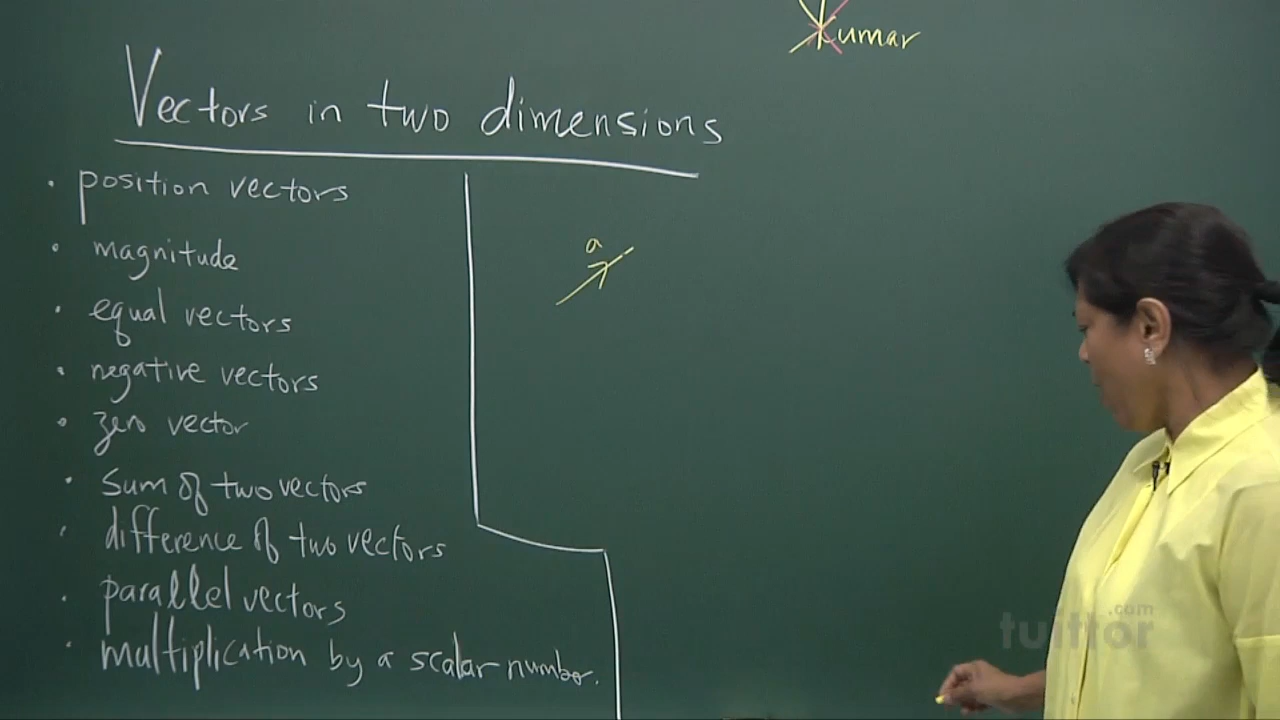 Kumar
Vectors in two dimensions
• position vectors
• magnitude
• equal vectors
• negative vectors
• zero vector
• sum of two vectors
• difference of two vectors
• parallel vectors
• multiplication by a scalar number.
a
tuittor.com